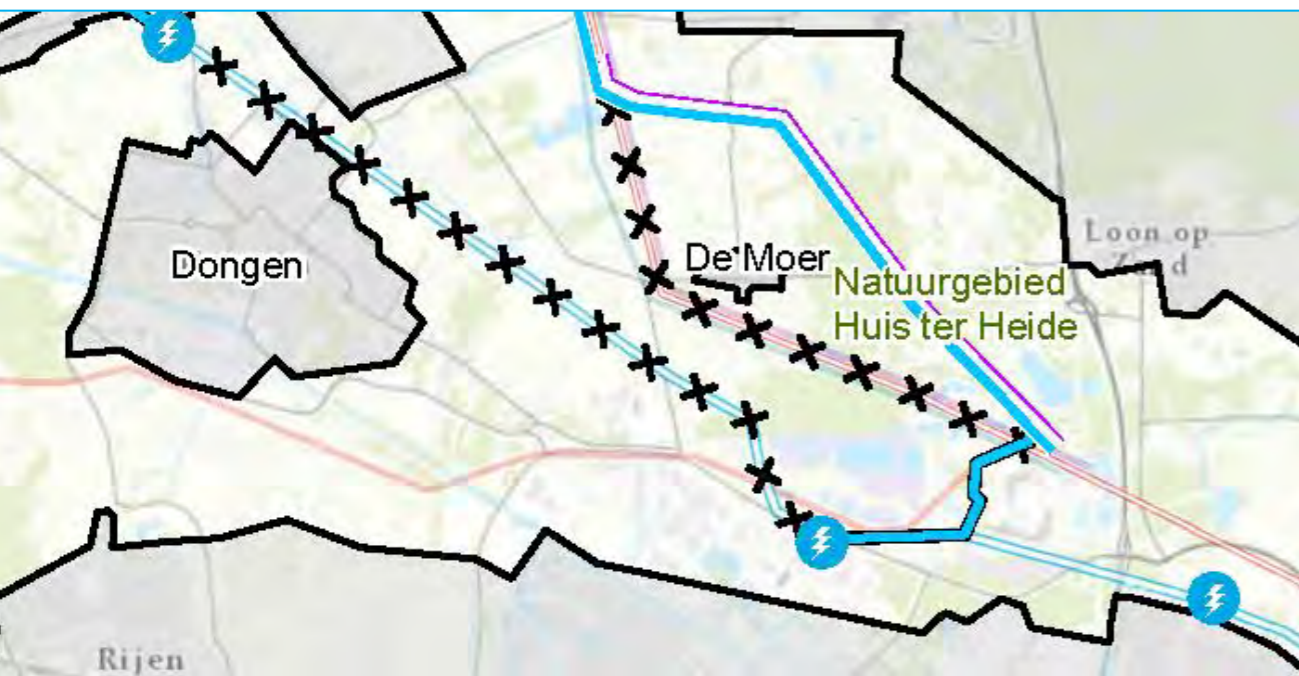 Loon op
Zand
De Moer
Dongen
Natuurgebied
Huis ter Heide
Rijen